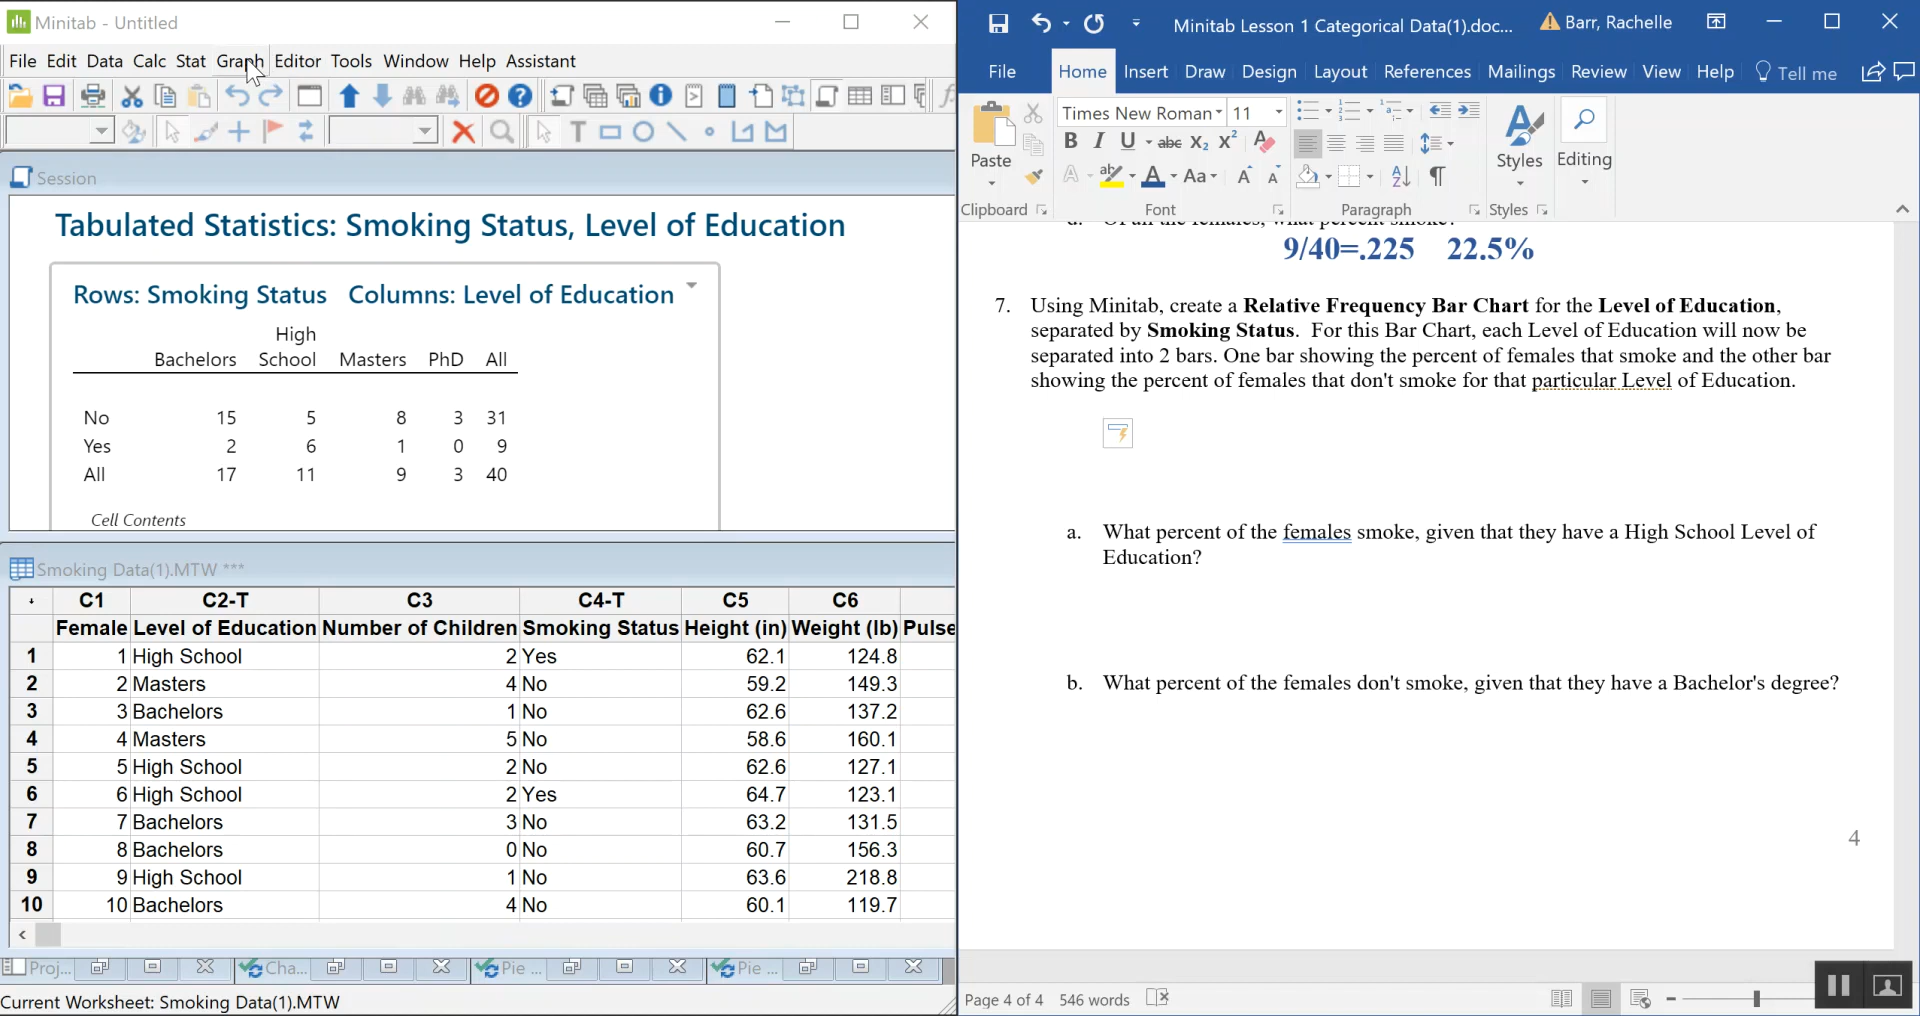 Minitab - Untitled
File Edit Data Calc Stat Graph Editor Tools Window Help Assistant
Session
Tabulated Statistics: Smoking Status, Level of Education
Rows: Smoking Status Columns: Level of Education
High
Bachelors School Masters PhD All
No 15 5 8 3 31
Yes 2 6 1 0 9
All 17 11 9 3 40
Cell Contents
Smoking Data(1).MTW ***
C1 C2-T C3 C4-T C5 C6
Female Level of Education Number of Children Smoking Status Height (in) Weight (lb) Pulse
1 1 High School 2 Yes 62.1 124.8
2 2 Masters 4 No 59.2 149.3
3 3 Bachelors 1 No 62.6 137.2
4 4 Masters 5 No 58.6 160.1
5 5 High School 2 No 62.6 127.1
6 6 High School 2 Yes 64.7 123.1
7 7 Bachelors 3 No 63.2 131.5
8 8 Bachelors 0 No 60.7 156.3
9 9 High School 1 No 63.6 218.8
10 10 Bachelors 4 No 60.1 119.7
Proj... Cha... Pie ... Pie ...
Current Worksheet: Smoking Data(1).MTW
Minitab Lesson 1 Categorical Data(1).doc... Barr, Rachelle
File Home Insert Draw Design Layout References Mailings Review View Help Tell me
Times New Roman 11
Paste
B I U abc X2 X2
A ab A Aa A A
Styles Editing
Clipboard Font Paragraph Styles
d. Of all the females, what percent smoke?
9/40=.225 22.5%
7. Using Minitab, create a Relative Frequency Bar Chart for the Level of Education,
separated by Smoking Status. For this Bar Chart, each Level of Education will now be
separated into 2 bars. One bar showing the percent of females that smoke and the other bar
showing the percent of females that don't smoke for that particular Level of Education.
a. What percent of the females smoke, given that they have a High School Level of
Education?
b. What percent of the females don't smoke, given that they have a Bachelor's degree?
4
Page 4 of 4 546 words